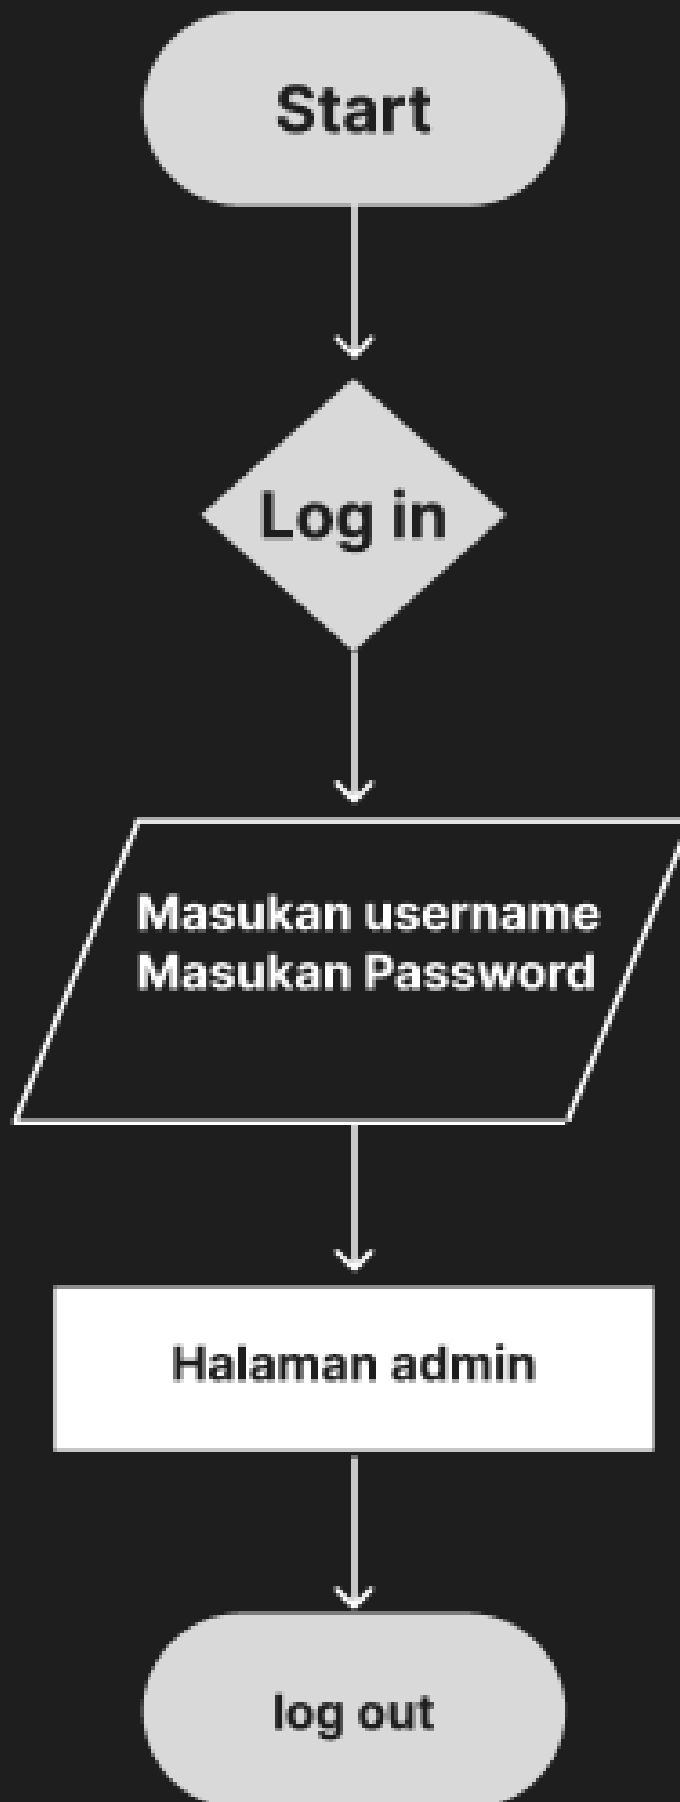 Start
Log in
Masukan username
Masukan Password
Halaman admin
log out